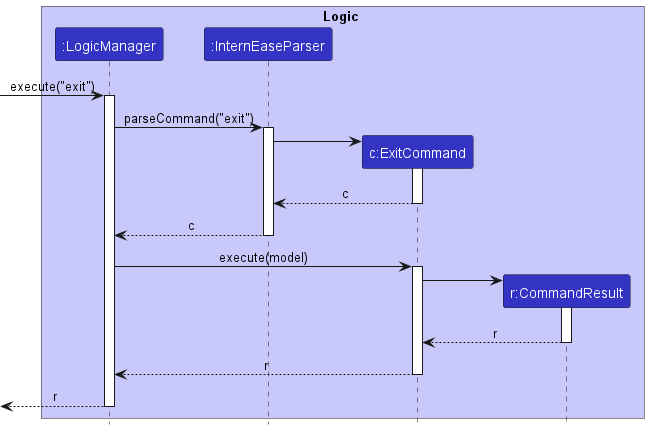 Logic
:LogicManager
:InternEaseParser
execute("exit")
parseCommand("exit")
c:ExitCommand
c
c
execute(model)
r:CommandResult
r
r
r